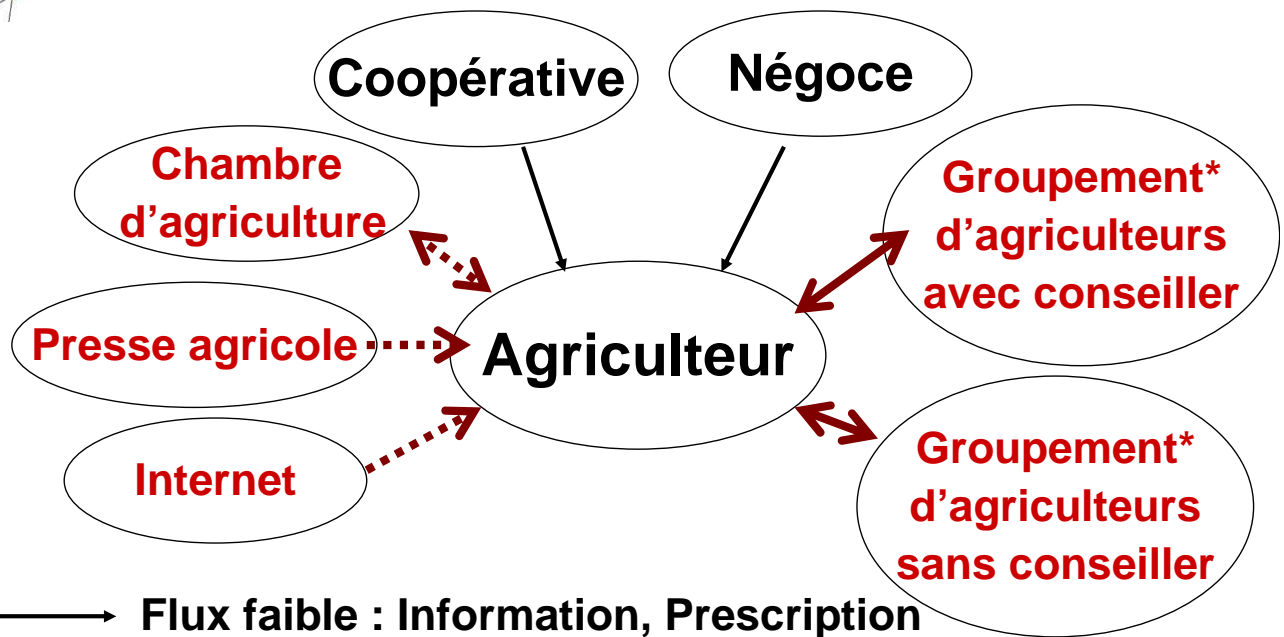 Coopérative
Négoce
Chambre
d’agriculture
Groupement*
d’agriculteurs
avec conseiller
Presse agricole
Agriculteur
Internet
Groupement*
d’agriculteurs
sans conseiller
Flux faible : Information, Prescription